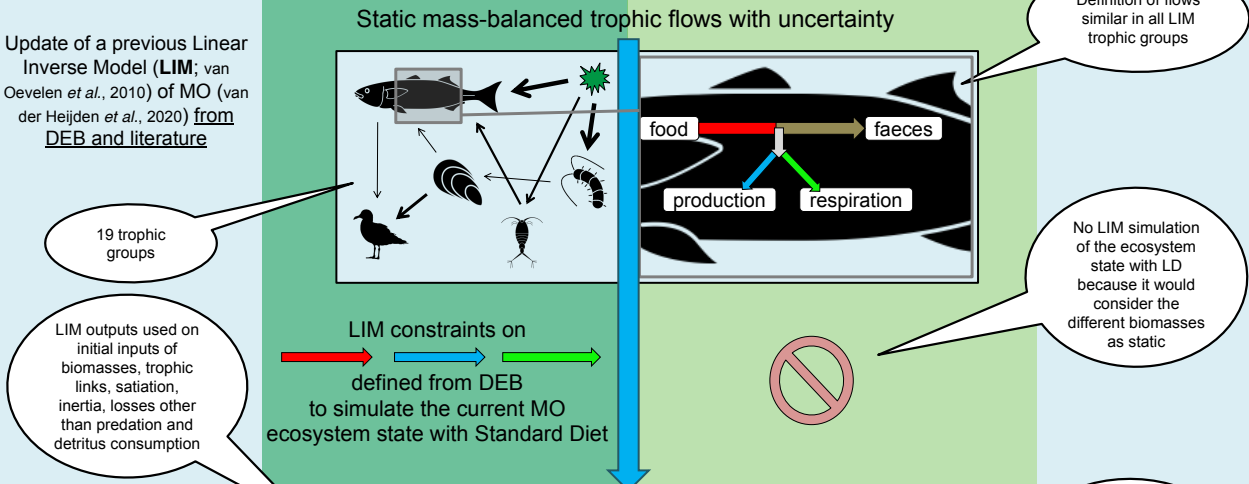 Static mass-balanced trophic flows with uncertainty
Definition of flows
similar in all LIM
trophic groups
Update of a previous Linear
Inverse Model (LIM; van
Oevelen et al., 2010) of MO (van
der Heijden et al., 2020) from
DEB and literature
food
faeces
production
respiration
19 trophic
groups
No LIM simulation
of the ecosystem
state with LD
because it would
consider the
different biomasses
as static
LIM outputs used on
initial inputs of
biomasses, trophic
links, satiation,
inertia, losses other
than predation and
detritus consumption
LIM constraints on
defined from DEB
to simulate the current MO
ecosystem state with Standard Diet